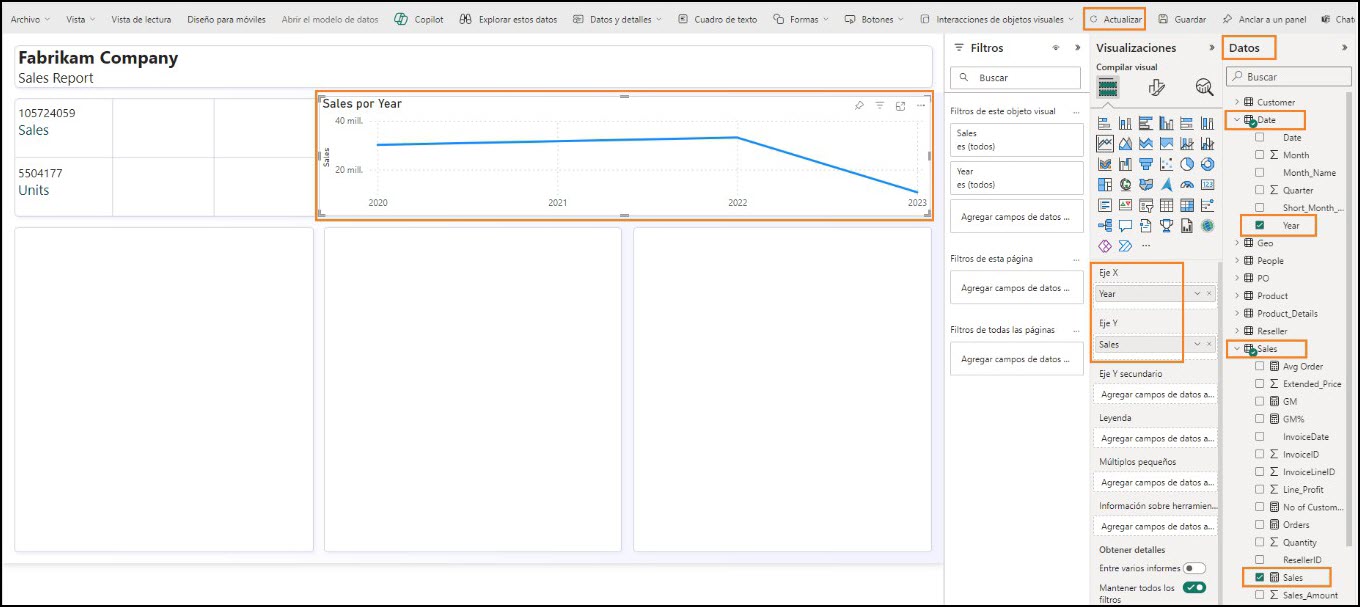 Archivo
Vista
Vista de lectura
Diseño para móviles
Abrir el modelo de datos
Copilot
Explorar estos datos
Datos y detalles
Cuadro de texto
Formas
Botones
Interacciones de objetos visuales
Actualizar
Guardar
Anclar a un panel
Chat
Fabrikam Company
Sales Report
105724059
Sales
5504177
Units
Sales por Year
40 mill.
20 mill.
Sales
2020
2021
2022
2023
Filtros
Buscar
Filtros de este objeto visual
...
Sales
es (todos)
Year
es (todos)
Agregar campos de datos ...
Filtros de esta página
...
Agregar campos de datos ...
Filtros de todas las páginas
...
Agregar campos de datos ...
Visualizaciones
Compilar visual
...
Eje X
Year
Eje Y
Sales
Eje Y secundario
Agregar campos de datos a...
Leyenda
Agregar campos de datos a...
Múltiplos pequeños
Agregar campos de datos a...
Información sobre herramien...
Agregar campos de datos a...
Obtener detalles
Entre varios informes
Mantener todos los
filtros
Datos
Buscar
Customer
Date
Date
Month
Month_Name
Quarter
Short_Month_...
Year
Geo
People
PO
Product
Product_Details
Reseller
Sales
Avg Order
Extended_Price
GM
GM%
InvoiceDate
InvoiceID
InvoiceLineID
Line_Profit
No of Custom...
Orders
Quantity
ResellerID
Sales
Sales_Amount